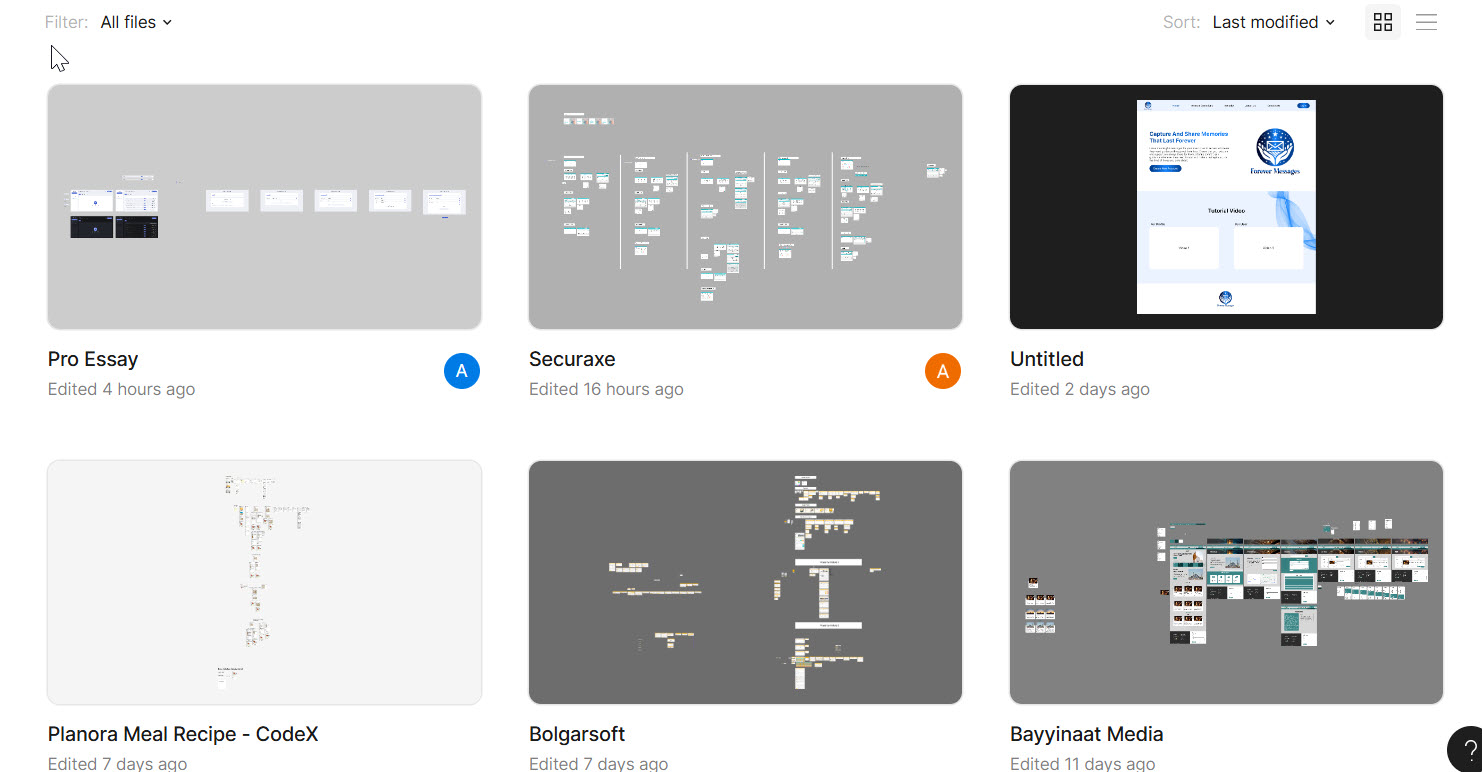 Filter: All files
Sort: Last modified
Capture And Share Memories
That Last Forever
Forever Messages
Tutorial Video
Pro Essay
Edited 4 hours ago
A
Securaxe
Edited 16 hours ago
A
Untitled
Edited 2 days ago
Planora Meal Recipe - CodeX
Edited 7 days ago
Bolgarsoft
Edited 7 days ago
Bayyinaat Media
Edited 11 days ago
?